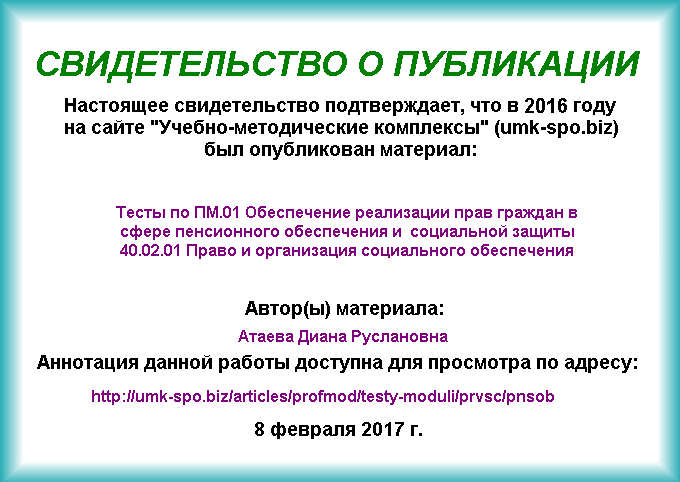 СВИДЕТЕЛЬСТВО О ПУБЛИКАЦИИ
Настоящее свидетельство подтверждает, что в 2016 году
на сайте "Учебно-методические комплексы" (umk-spo.biz)
был опубликован материал:
Тесты по ПМ.01 Обеспечение реализации прав граждан в
сфере пенсионного обеспечения и  социальной защиты
40.02.01 Право и организация социального обеспечения
Автор(ы) материала:
Атаева Диана Руслановна
Аннотация данной работы доступна для просмотра по адресу:
http://umk-spo.biz/articles/profmod/testy-moduli/prvsc/pnsob
8 февраля 2017 г.